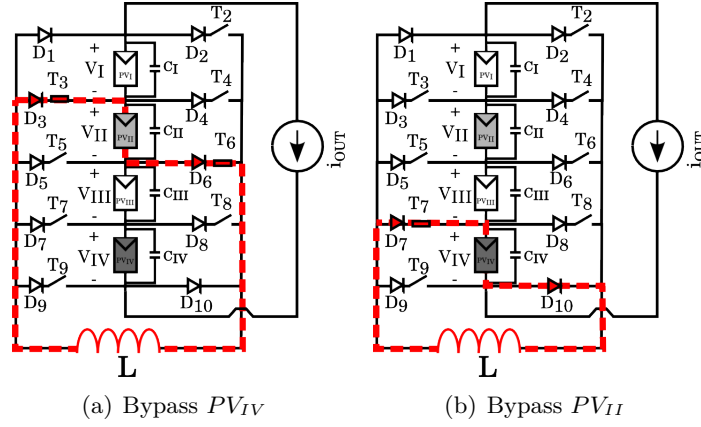 D1
+
VI
-
PVI
CI
D2
T2
D3
T3
+
VII
-
PVII
CII
D4
T4
D5
T5
+
VIII
-
PVIII
CIII
D6
T6
D7
T7
+
VIV
-
PVIV
CIV
D8
T8
D9
T9
D10
iOUT
L
(a) Bypass PVIV
D1
+
VI
-
PVI
CI
D2
T2
D3
T3
+
VII
-
PVII
CII
D4
T4
D5
T5
+
VIII
-
PVIII
CIII
D6
T6
D7
T7
+
VIV
-
PVIV
CIV
D8
T8
D9
T9
D10
iOUT
L
(b) Bypass PVII